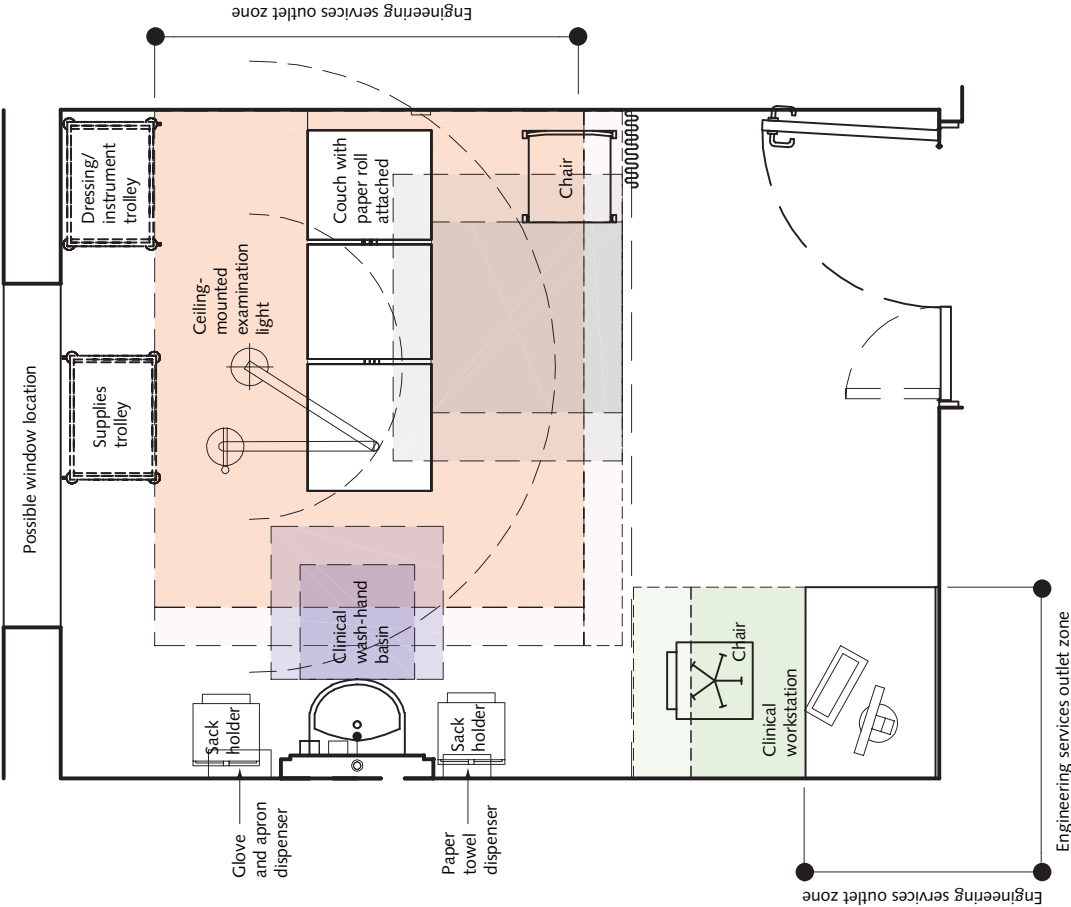 Engineering services outlet zone
Dressing/
instrument
trolley
Couch with
paper roll
attached
Chair
Ceiling-
mounted
examination
light
Possible window location
Supplies
trolley
Clinical
wash-hand
basin
Sack
holder
Sack
holder
Chair
Clinical
workstation
Glove
and apron
dispenser
Paper
towel
dispenser
Engineering services outlet zone
Engineering services outlet zone